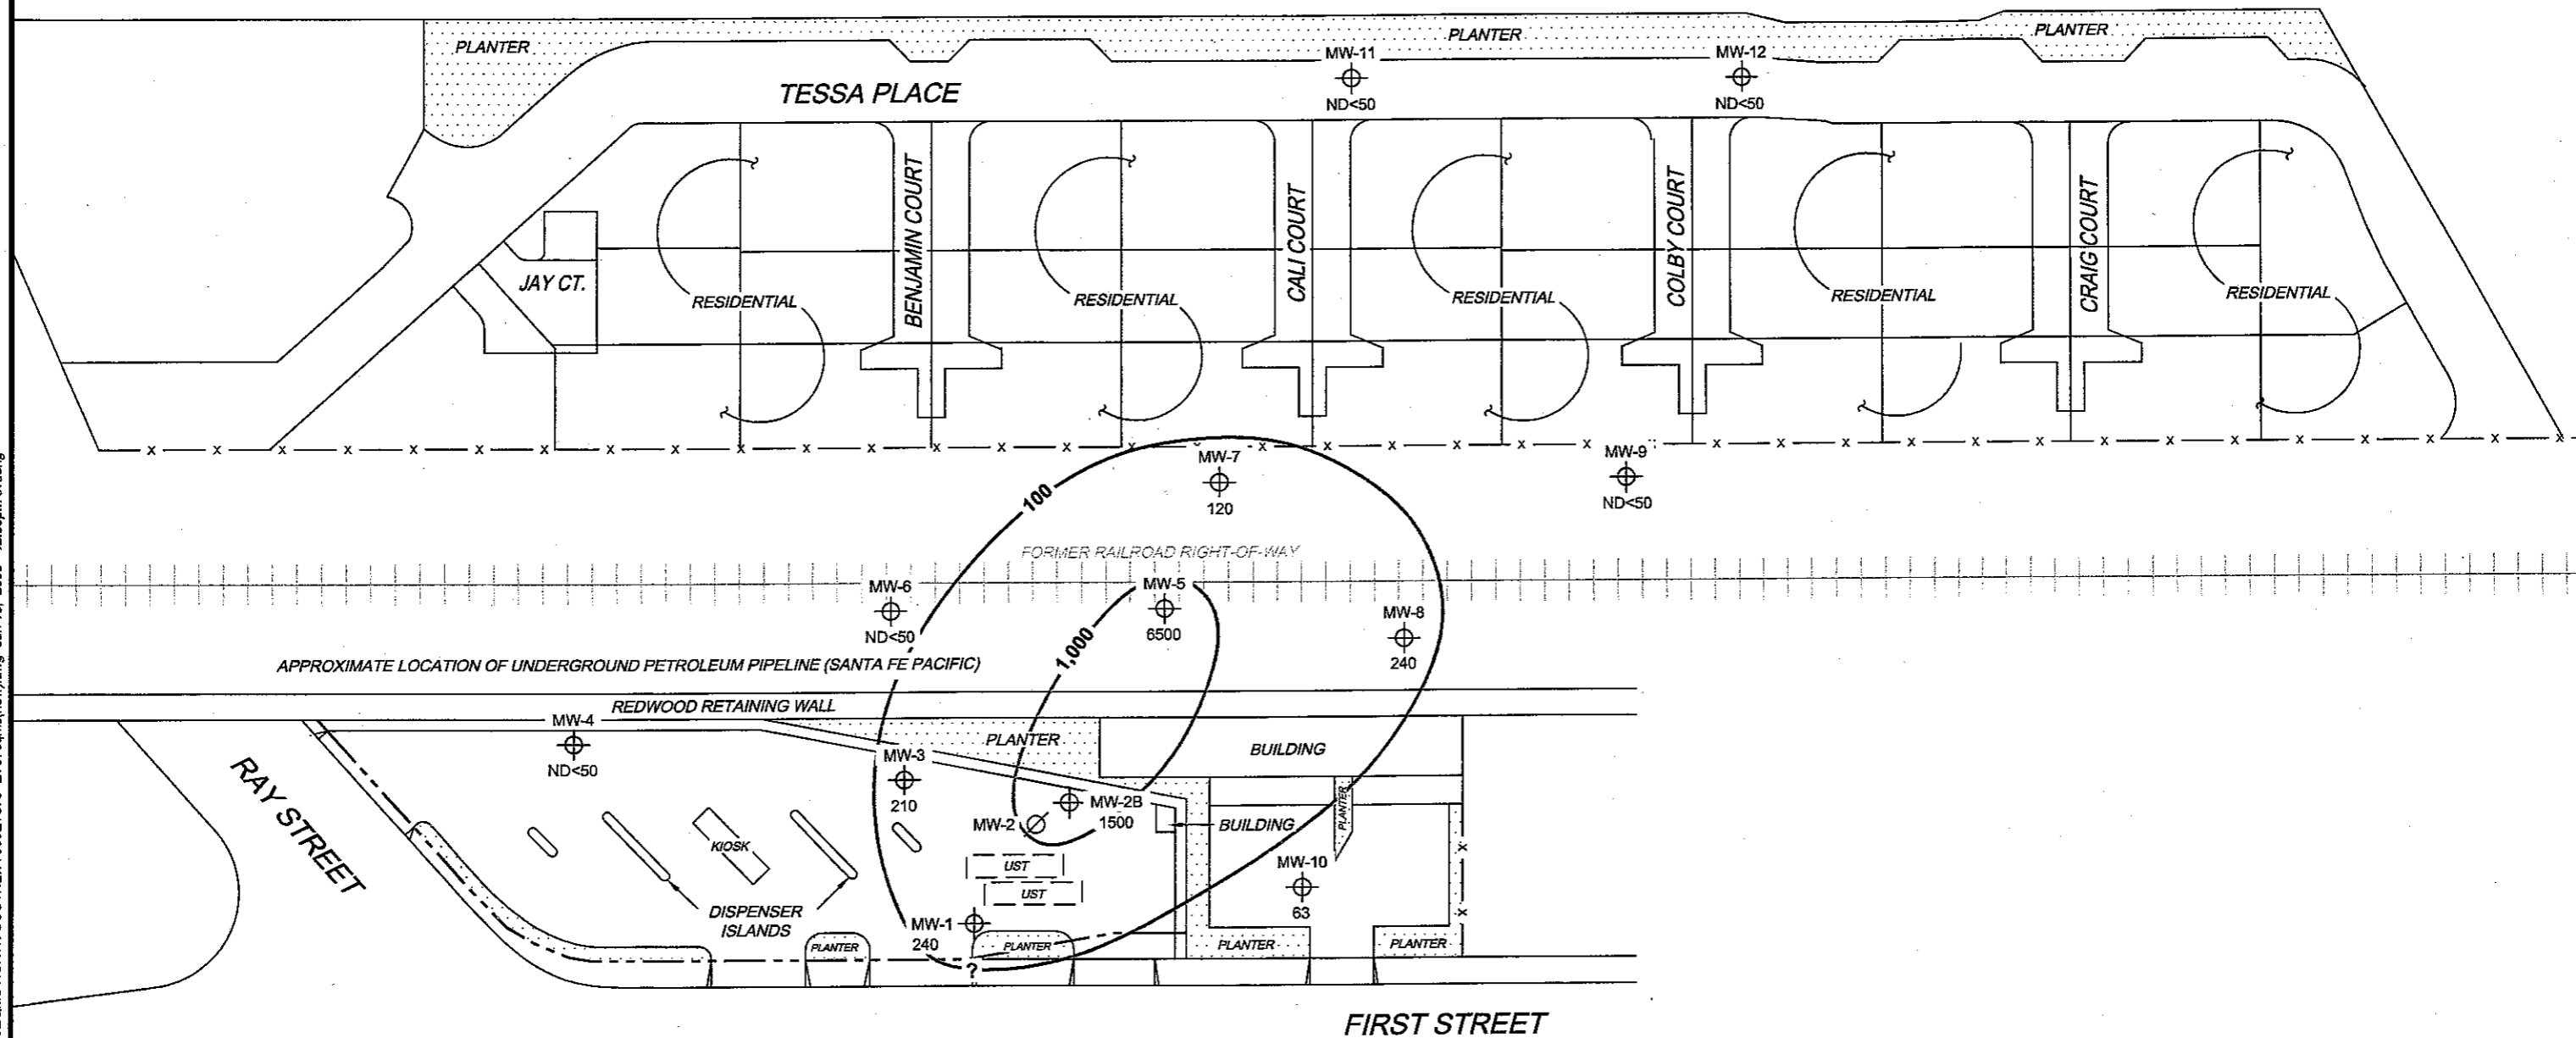 PLANTER
PLANTER
PLANTER
MW-11
ND<50
MW-12
ND<50
TESSA PLACE
BENJAMIN COURT
CALI COURT
COLBY COURT
CRAIG COURT
JAY CT.
RESIDENTIAL
RESIDENTIAL
RESIDENTIAL
RESIDENTIAL
RESIDENTIAL
x x x x x x x x x x x x x x x x x x x x x x x x x x x x x x x x x x x x x
MW-7
120
MW-9
ND<50
100
FORMER RAILROAD RIGHT-OF-WAY
MW-6
ND<50
MW-5
6500
MW-8
240
1,000
APPROXIMATE LOCATION OF UNDERGROUND PETROLEUM PIPELINE (SANTA FE PACIFIC)
REDWOOD RETAINING WALL
MW-4
ND<50
MW-3
210
PLANTER
BUILDING
MW-2B
1500
MW-2
BUILDING
PLANTER
RAY STREET
KIOSK
UST
UST
DISPENSER
ISLANDS
MW-1
240
MW-10
63
x
x
PLANTER
PLANTER
PLANTER
PLANTER
?
FIRST STREET